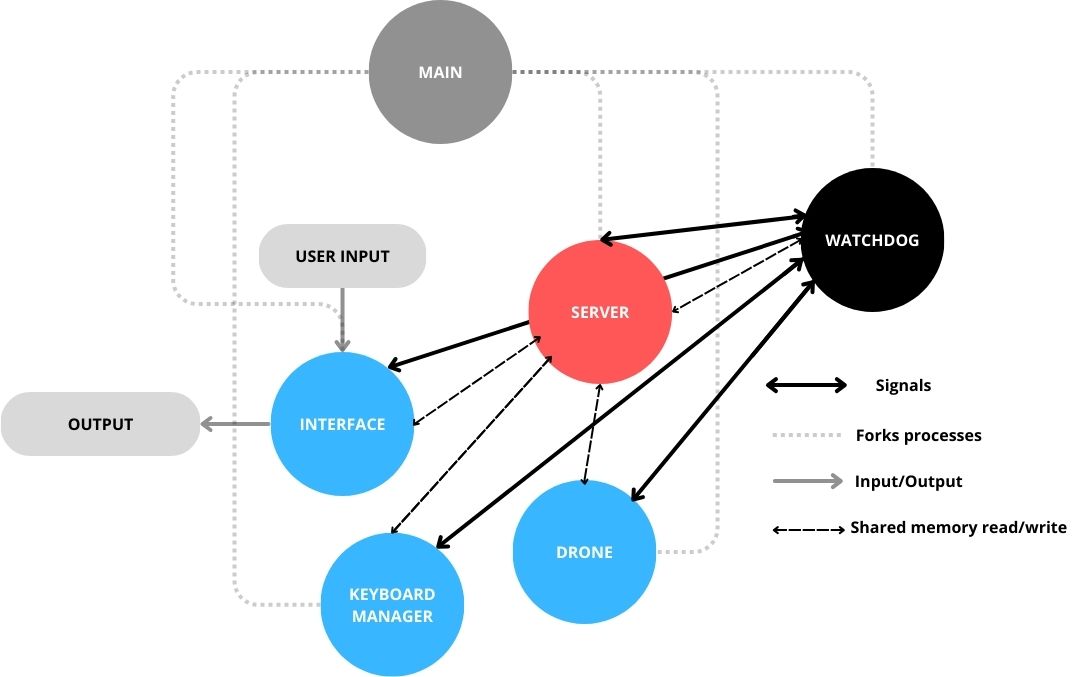 MAIN
WATCHDOG
USER INPUT
SERVER
INTERFACE
OUTPUT
DRONE
KEYBOARD
MANAGER
Signals
Forks processes
Input/Output
Shared memory read/write